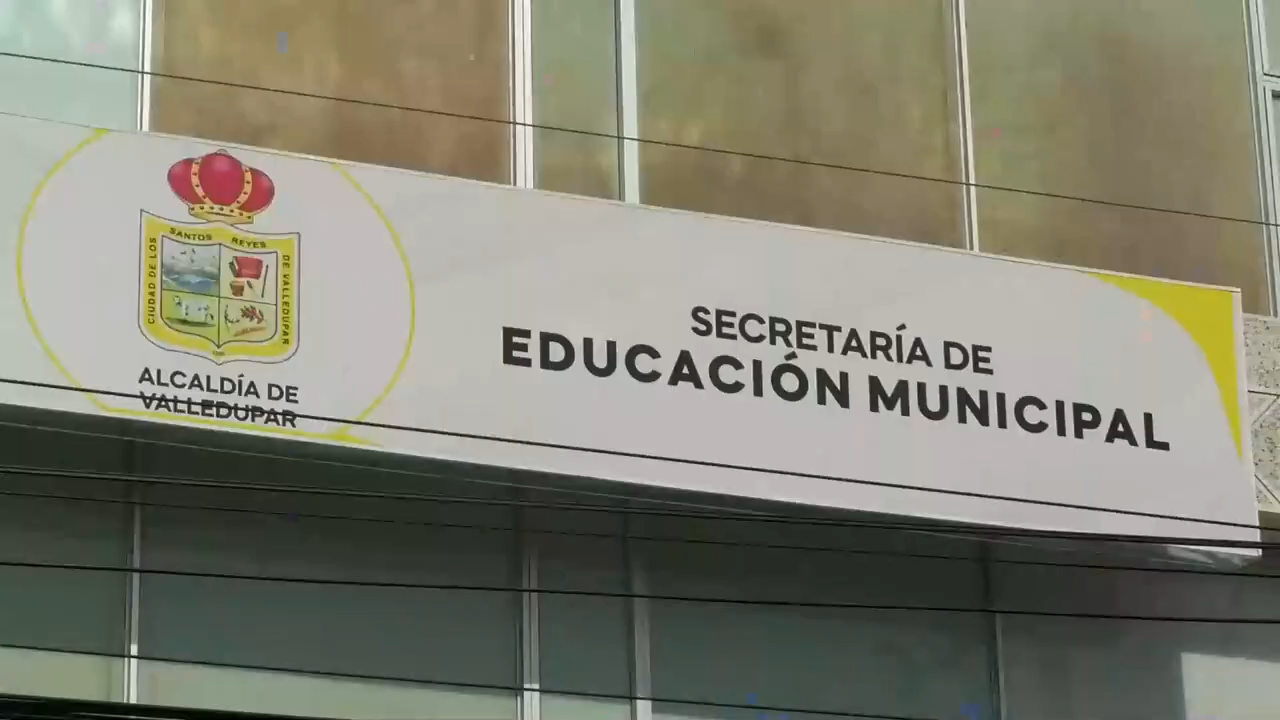 SANTOS REYES
CIUDAD DE LOS
DE VALLEDUPAR
ALCALDÍA DE
VALLEDUPAR
SECRETARÍA DE
EDUCACIÓN MUNICIPAL